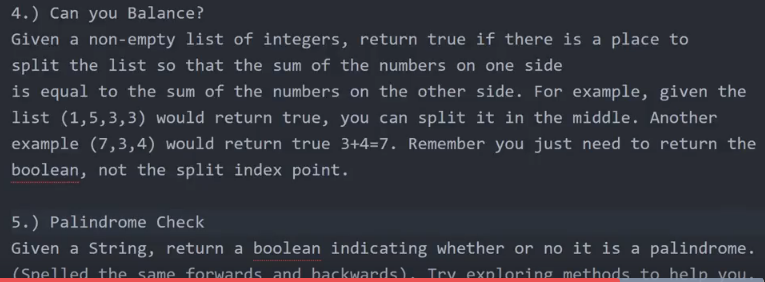 4.) Can you Balance?
Given a non-empty list of integers, return true if there is a place to
split the list so that the sum of the numbers on one side
is equal to the sum of the numbers on the other side. For example, given the
list (1,5,3,3) would return true, you can split it in the middle. Another
example (7,3,4) would return true 3+4=7. Remember you just need to return the
boolean, not the split index point.
5.) Palindrome Check
Given a String, return a boolean indicating whether or no it is a palindrome.
(Spelled the same forwards and backwards). Try exploring methods to help you.